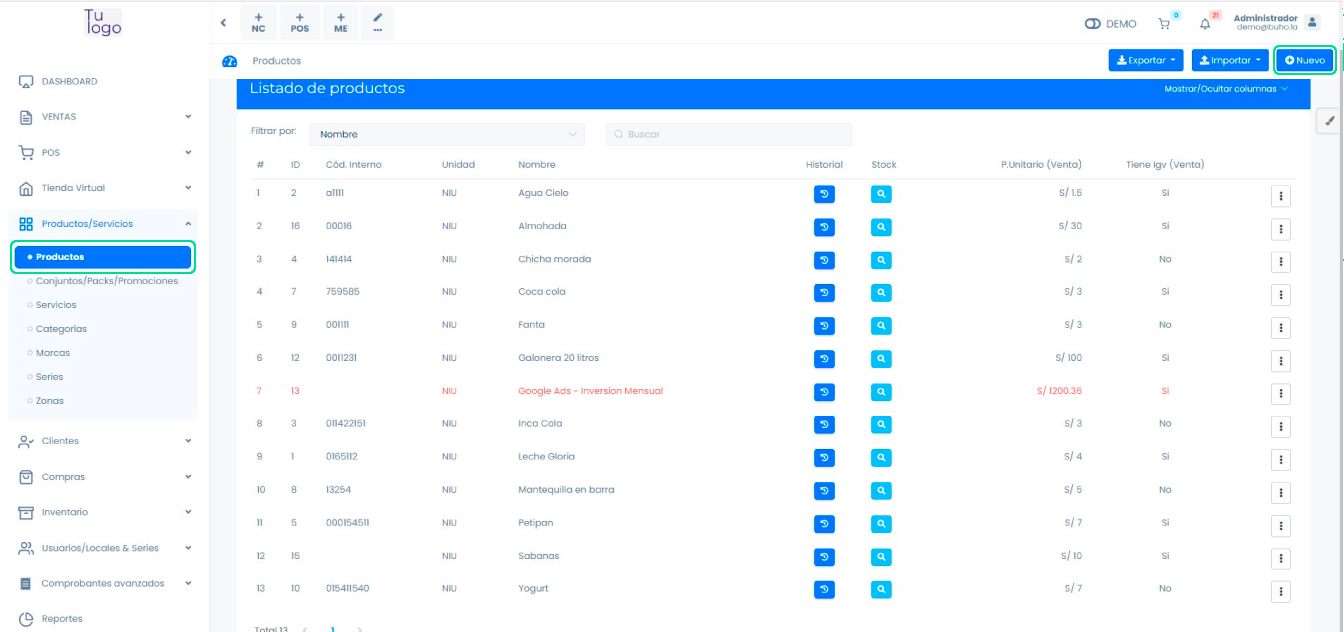 Tu
logo
NC
POS
ME
...
DEMO
0
21
Administrador
demo@buho.la
Productos
Exportar
Importar
Nuevo
DASHBOARD
VENTAS
POS
Tienda Virtual
Productos/Servicios
Productos
Conjuntos/Packs/Promociones
Servicios
Categorias
Marcas
Series
Zonas
Clientes
Compras
Inventario
Usuarios/Locales & Series
Comprobantes avanzados
Reportes
Listado de productos
Mostrar/Ocultar columnas
Filtrar por: Nombre Buscar
# ID Cód. Interno Unidad Nombre Historial Stock P.Unitario (Venta) Tiene Igv (Venta)
1 2 a1111 NIU Agua Cielo S/ 1.5 Si
2 16 00016 NIU Almohada S/ 30 Si
3 4 141414 NIU Chicha morada S/ 2 No
4 7 759585 NIU Coca cola S/ 3 Si
5 9 001111 NIU Fanta S/ 3 No
6 12 0011231 NIU Galonera 20 litros S/ 100 Si
7 13 NIU Google Ads - Inversion Mensual S/ 1200.36 Si
8 3 011422151 NIU Inca Cola S/ 3 No
9 1 0165112 NIU Leche Gloria S/ 4 Si
10 8 13254 NIU Mantequilla en barra S/ 5 No
11 5 000154511 NIU Petipan S/ 7 Si
12 15 NIU Sabanas S/ 10 Si
13 10 015411540 NIU Yogurt S/ 7 No
Total 13 1